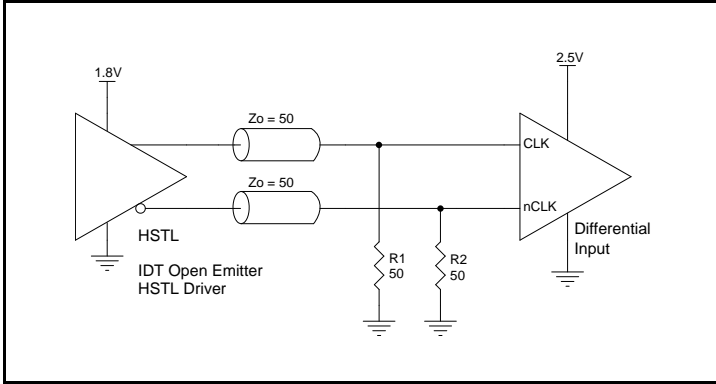 1.8V
2.5V
Zo = 50
Zo = 50
CLK
nCLK
HSTL
IDT Open Emitter
HSTL Driver
R1
50
R2
50
Differential
Input